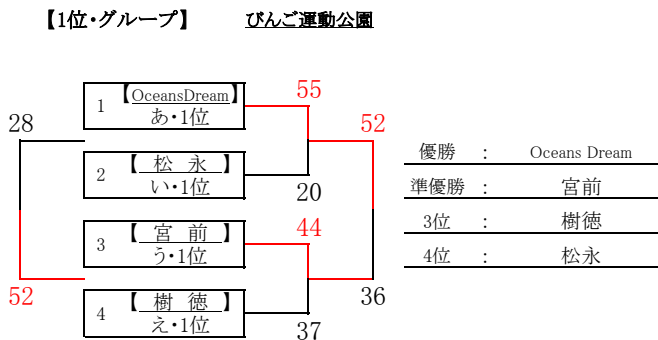 【1位・グループ】 びんご運動公園
55
1 【OceansDream】
あ・1位
28
52
2 【 松 永 】
い・1位
20
優勝 : Oceans Dream
準優勝 : 宮前
3位 : 樹徳
4位 : 松永
44
3 【 宮 前 】
う・1位
52
36
4 【 樹 徳 】
え・1位
37